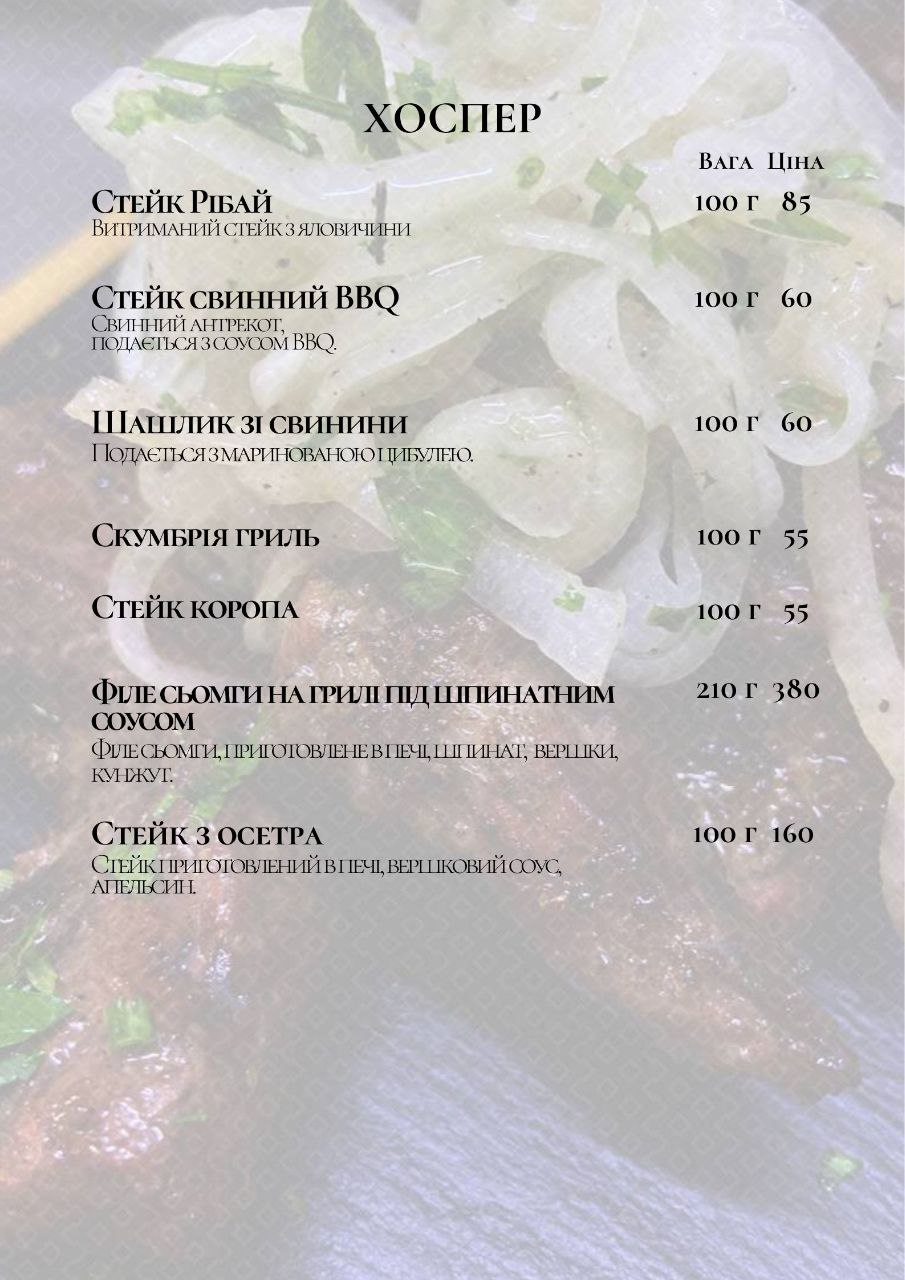 ХОСПЕР
Вага Ціна
Стейк Рібай 100 г 85
Витриманий стейк з яловичини
Стейк свинний BBQ 100 г 60
Свинний антрекот,
подається з соусом BBQ.
Шашлик зі свинини 100 г 60
Подається з маринованою цибулею.
Скумбрія гриль 100 г 55
Стейк коропа 100 г 55
Філе сьомги на грилі під шпинатним 210 г 380
соусом
Філе сьомги, приготовлене в печі, шпинат, вершки,
кунжут.
Стейк з осетра 100 г 160
Стейк приготовлений в печі, вершковий соус,
апельсин.